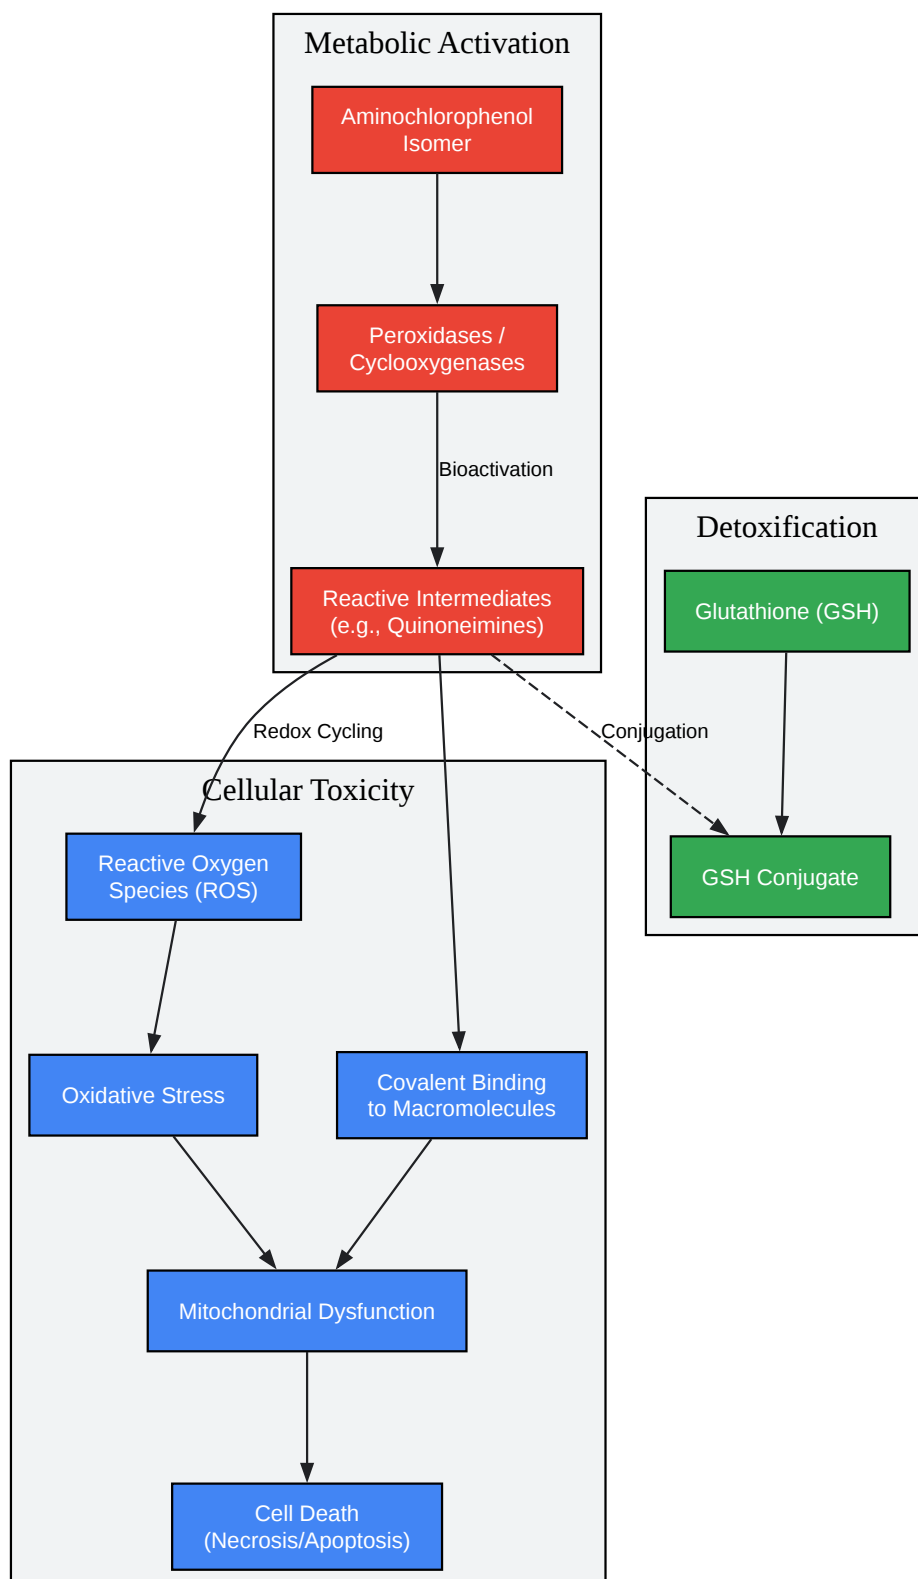 Metabolic Activation
Aminochlorophenol
Isomer
Peroxidases /
Cyclooxygenases
Bioactivation
Reactive Intermediates
(e.g., Quinoneimines)
Detoxification
Glutathione (GSH)
Redox Cycling
Conjugation
Cellular Toxicity
Reactive Oxygen
Species (ROS)
GSH Conjugate
Oxidative Stress
Covalent Binding
to Macromolecules
Mitochondrial Dysfunction
Cell Death
(Necrosis/Apoptosis)